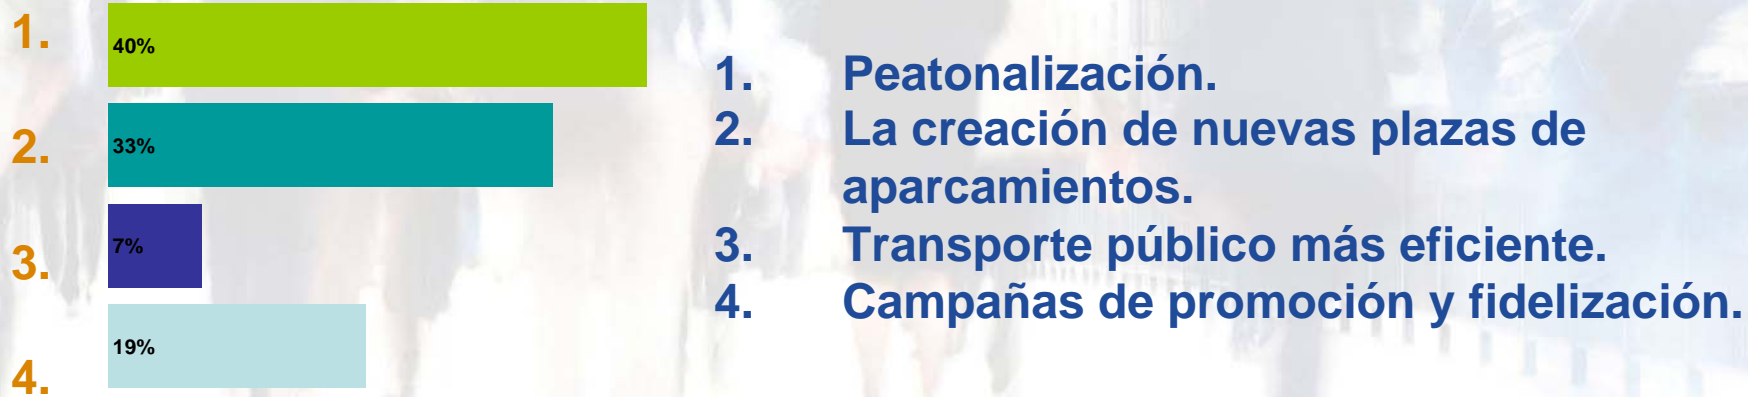 1. 40%
2. 33%
3. 7%
4. 19%
1. Peatonalización.
2. La creación de nuevas plazas de
aparcamientos.
3. Transporte público más eficiente.
4. Campañas de promoción y fidelización.